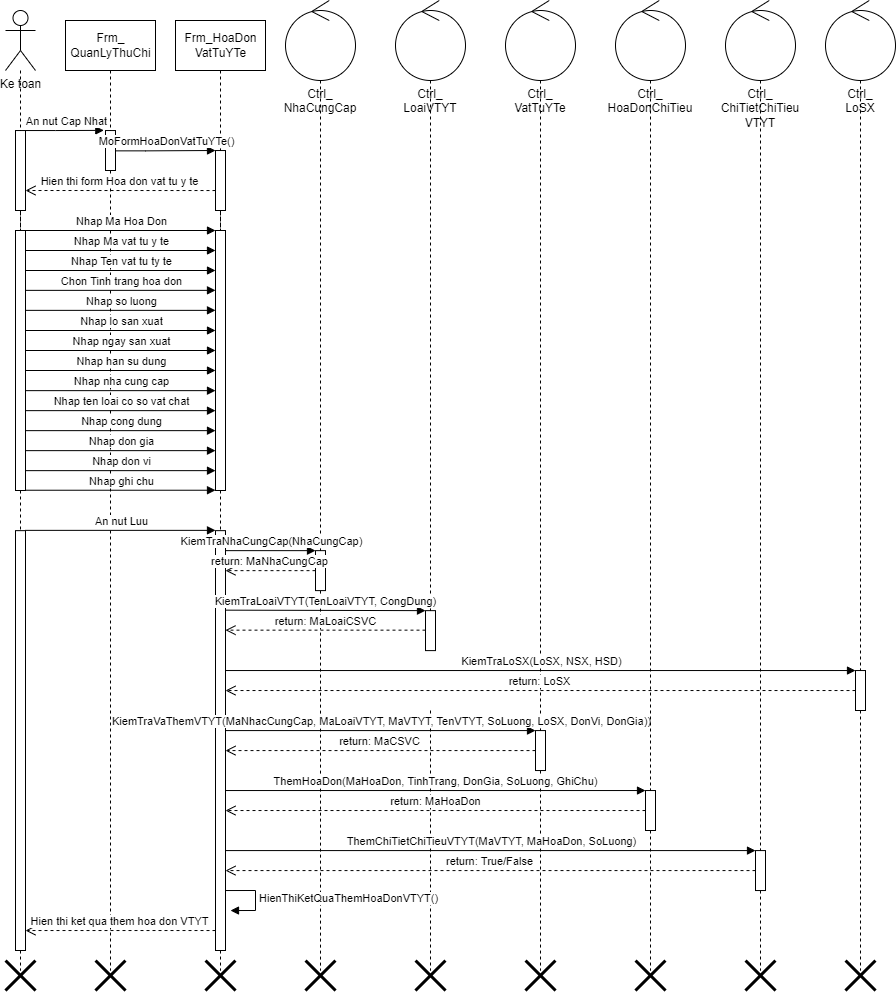 Ke toan
Frm_
QuanLyThuChi
Frm_HoaDon
VatTuYTe
Ctrl_
NhaCungCap
Ctrl_
LoaiVTYT
Ctrl_
VatTuYTe
Ctrl_
HoaDonChiTieu
Ctrl_
ChiTietChiTieu
VTYT
Ctrl_
LoSX
An nut Cap Nhat
MoFormHoaDonVatTuYTe()
Hien thi form Hoa don vat tu y te
Nhap Ma Hoa Don
Nhap Ma vat tu y te
Nhap Ten vat tu ty te
Chon Tinh trang hoa don
Nhap so luong
Nhap lo san xuat
Nhap ngay san xuat
Nhap han su dung
Nhap nha cung cap
Nhap ten loai co so vat chat
Nhap cong dung
Nhap don gia
Nhap don vi
Nhap ghi chu
An nut Luu
KiemTraNhaCungCap(NhaCungCap)
return: MaNhaCungCap
KiemTraLoaiVTYT(TenLoaiVTYT, CongDung)
return: MaLoaiCSVC
KiemTraLoSX(LoSX, NSX, HSD)
return: LoSX
KiemTraVaThemVTYT(MaNhacCungCap, MaLoaiVTYT, MaVTYT, TenVTYT, SoLuong, LoSX, DonVi, DonGia))
return: MaCSVC
ThemHoaDon(MaHoaDon, TinhTrang, DonGia, SoLuong, GhiChu)
return: MaHoaDon
ThemChiTietChiTieuVTYT(MaVTYT, MaHoaDon, SoLuong)
return: True/False
HienThiKetQuaThemHoaDonVTYT()
Hien thi ket qua them hoa don VTYT